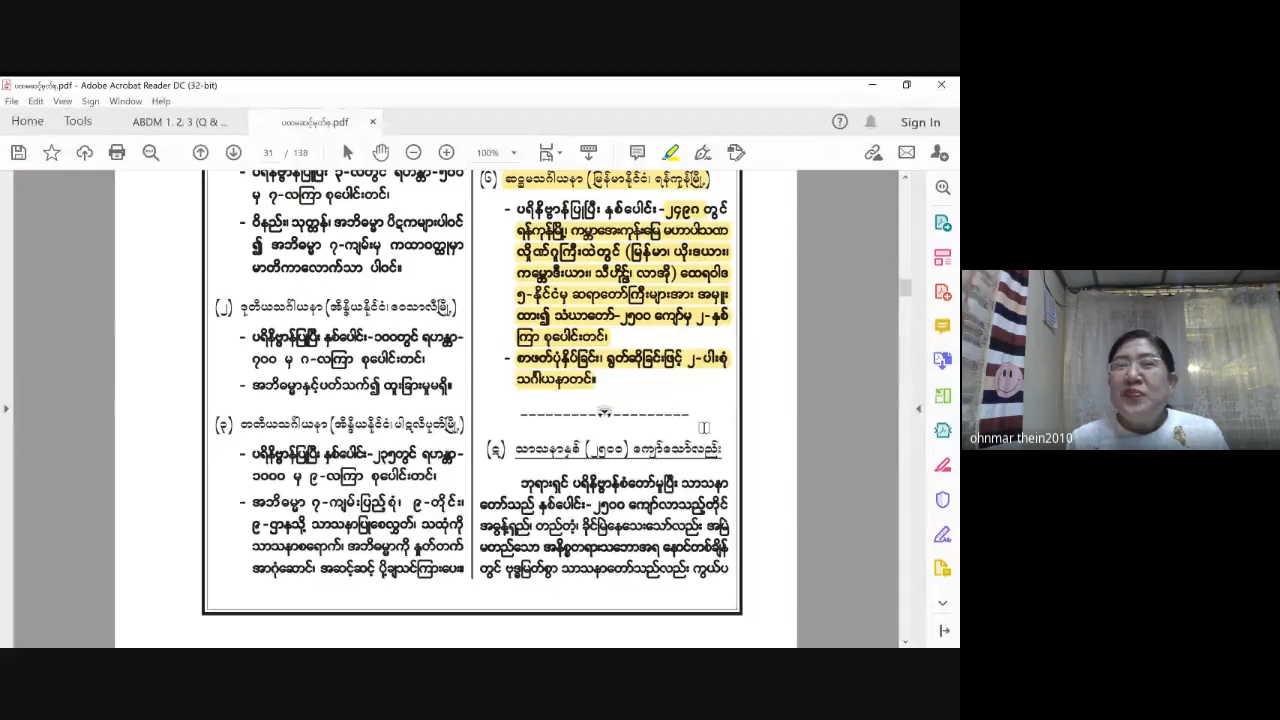 ပထမဆင့်မှတ်စု.pdf - Adobe Acrobat Reader DC (32-bit)
File Edit View Sign Window Help
Home Tools ABDM 1. 2, 3 (Q & ... ပထမဆင့်မှတ်စု.pdf × Sign In
31 / 138 100%
- ပရိနိဗ္ဗာန်ပြုပြီး ၃-လတွင် ရဟန္တာ-၅၀၀
မှ ၇-လကြာ စုပေါင်းတင်၊
- ဝိနည်း၊ သုတ္တန်၊ အဘိဓမ္မာ ပိဋကများပါဝင်
၍ အဘိဓမ္မာ ၇-ကျမ်းမှ ကထာဝတ္ထုမှာ
မာတိကာလောက်သာ ပါဝင်။
(၂) ဒုတိယသင်္ဂါယနာ (အိန္ဒိယနိုင်ငံ၊ ဝေသာလီမြို့)
- ပရိနိဗ္ဗာန်ပြုပြီး နှစ်ပေါင်း-၁၀၀တွင် ရဟန္တာ-
၇၀၀ မှ ၈-လကြာ စုပေါင်းတင်၊
- အဘိဓမ္မာနှင့်ပတ်သက်၍ ထူးခြားမှုမရှိ။
(၃) တတိယသင်္ဂါယနာ (အိန္ဒိယနိုင်ငံ၊ ပါဋလိပုတ်မြို့)
- ပရိနိဗ္ဗာန်ပြုပြီး နှစ်ပေါင်း-၂၃၅တွင် ရဟန္တာ-
၁၀၀၀ မှ ၉-လကြာ စုပေါင်းတင်၊
- အဘိဓမ္မာ ၇-ကျမ်းပြည့်စုံ၊ ၉-တိုင်း၊
၉-ဌာနသို့ သာသနာပြုစေလွှတ်၊ သထုံကို
သာသနာစရောက်၊ အဘိဓမ္မာကို နှုတ်တက်
အာဂုံဆောင်၊ အဆင့်ဆင့် ပို့ချသင်ကြားပေး။
(၆) ဆဋ္ဌမသင်္ဂါယနာ (မြန်မာနိုင်ငံ၊ ရန်ကုန်မြို့)
- ပရိနိဗ္ဗာန်ပြုပြီး နှစ်ပေါင်း-၂၄၉၈ တွင်
ရန်ကုန်မြို့၊ ကမ္ဘာအေးကုန်းမြေ မဟာပါသဏ
လှိုဏ်ဂူကြီးထဲတွင် (မြန်မာ၊ ယိုးဒယား၊
ကမ္ဘောဒီးယား၊ သီဟိုဠ်၊ လာအို) ထေရဝါဒ
၅-နိုင်ငံမှ ဆရာတော်ကြီးများအား အမှူး
ထား၍ သံဃာတော်-၂၅၀၀ ကျော်မှ ၂-နှစ်
ကြာ စုပေါင်းတင်၊
- စာဖတ်ပုံနှိပ်ခြင်း၊ ရွတ်ဆိုခြင်းဖြင့် ၂-ပါးစုံ
သင်္ဂါယနာတင်။
(ဋ) သာသနာနှစ် (၂၅၀၀) ကျော်သော်လည်း
ဘုရားရှင် ပရိနိဗ္ဗာန်စံတော်မူပြီး သာသနာ
တော်သည် နှစ်ပေါင်း-၂၅၀၀ ကျော်လာသည့်တိုင်
အခွန့်ရှည်၊ တည်တံ့၊ ခိုင်မြဲနေသေးသော်လည်း အမြဲ
မတည်သော အနိစ္စတရားသဘောအရ နောင်တစ်ချိန်
တွင် ဗုဒ္ဓမြတ်စွာ သာသနာတော်သည်လည်း ကွယ်ပ
ohnmar thein2010